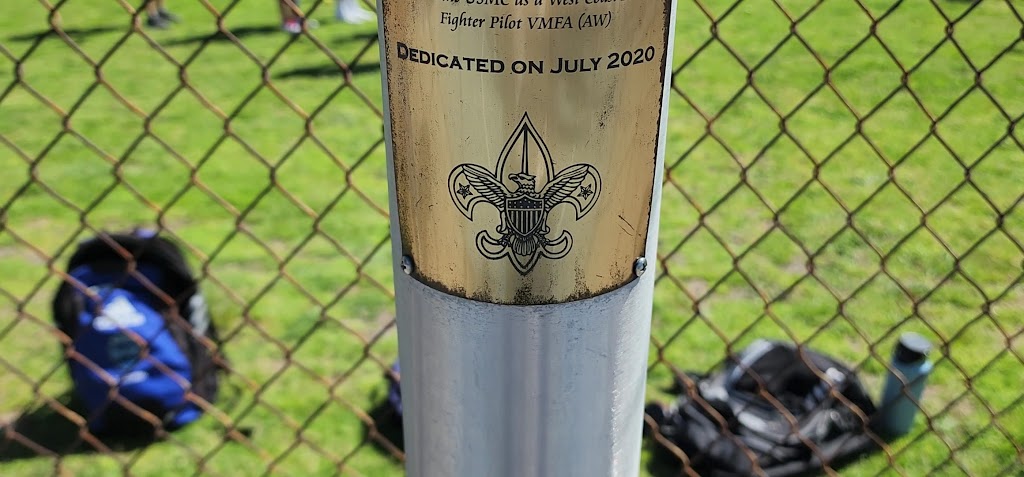 USMC as a West Coast
Fighter Pilot VMFA (AW)
DEDICATED ON JULY 2020